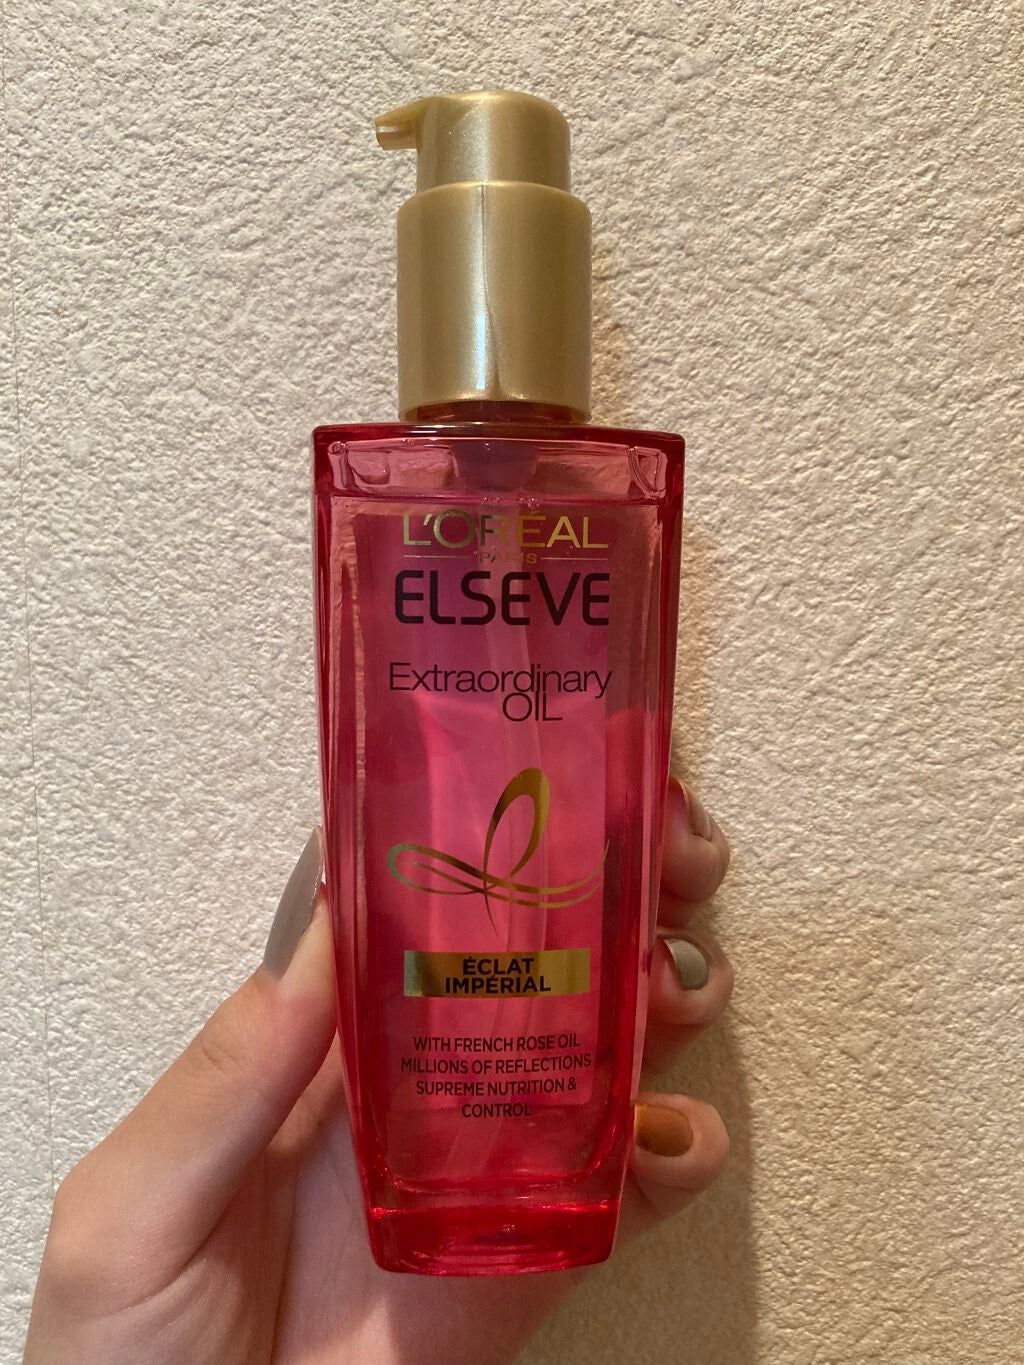 L'ORÉAL
PARIS
ELSEVE
Extraordinary
OIL
ÉCLAT
IMPÉRIAL
WITH FRENCH ROSE OIL
MILLIONS OF REFLECTIONS
SUPREME NUTRITION &
CONTROL